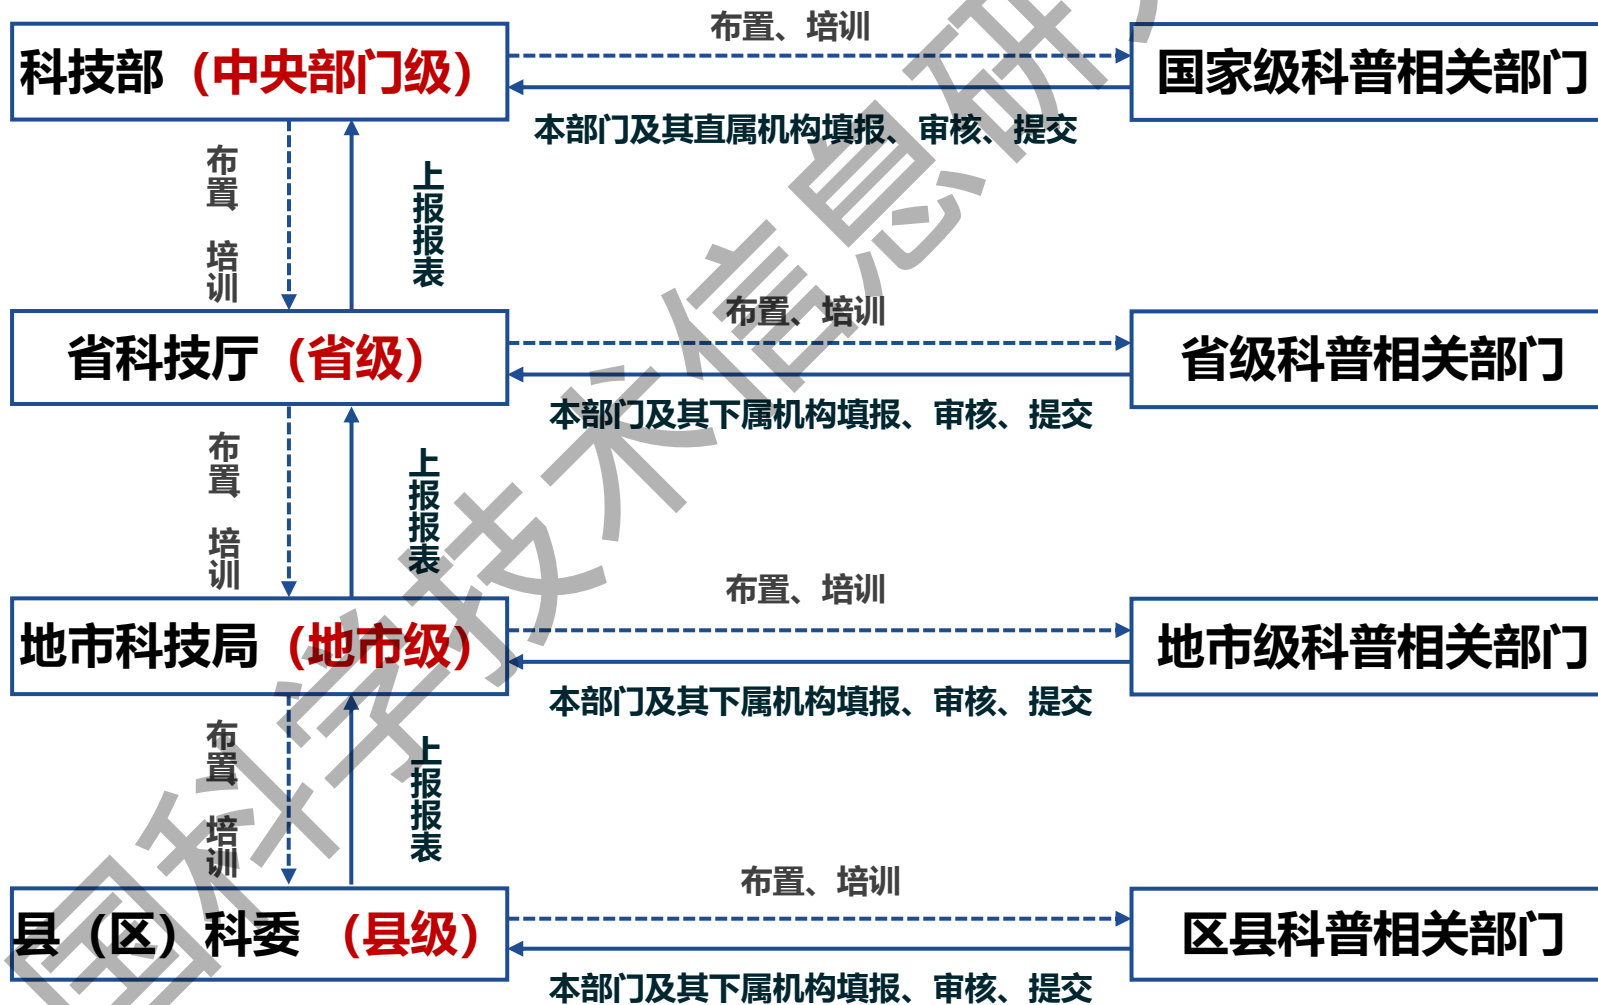 布置、培训
科技部（中央部门级）
国家级科普相关部门
本部门及其直属机构填报、审核、提交
布置、培训
上报报表
布置、培训
省科技厅（省级）
省级科普相关部门
本部门及其下属机构填报、审核、提交
布置、培训
上报报表
布置、培训
地市科技局（地市级）
地市级科普相关部门
本部门及其下属机构填报、审核、提交
布置、培训
上报报表
布置、培训
县（区）科委（县级）
区县科普相关部门
本部门及其下属机构填报、审核、提交
国科学技术信息研